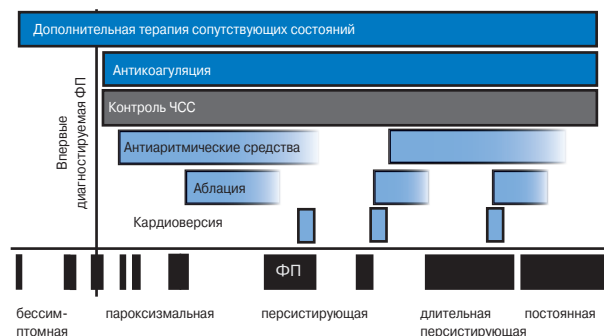 Дополнительная терапия сопутствующих состояний
Впервые
диагностируемая ФП
Антикоагуляция
Контроль ЧСС
Антиаритмические средства
Аблация
Кардиоверсия
ФП
бессим-
птомная
пароксизмальная
персистирующая
длительная
персистирующая
постоянная